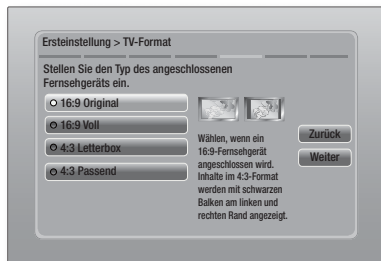 Ersteinstellung > TV-Format
Stellen Sie den Typ des angeschlossenen
Fernsehgeräts ein.
16:9 Original
16:9 Voll
4:3 Letterbox
4:3 Passend
Wählen, wenn ein
16:9-Fernsehgerät
angeschlossen wird.
Inhalte im 4:3-Format
werden mit schwarzen
Balken am linken und
rechten Rand angezeigt.
Zurück
Weiter